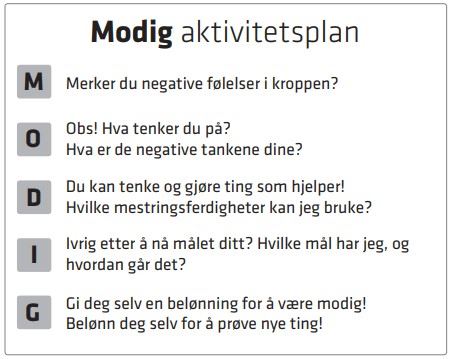 Modig aktivitetsplan
M
Merker du negative følelser i kroppen?
O
Obs! Hva tenker du på?
Hva er de negative tankene dine?
D
Du kan tenke og gjøre ting som hjelper!
Hvilke mestringsferdigheter kan jeg bruke?
I
Ivrig etter å nå målet ditt? Hvilke mål har jeg, og
hvordan går det?
G
Gi deg selv en belønning for å være modig!
Belønn deg selv for å prøve nye ting!